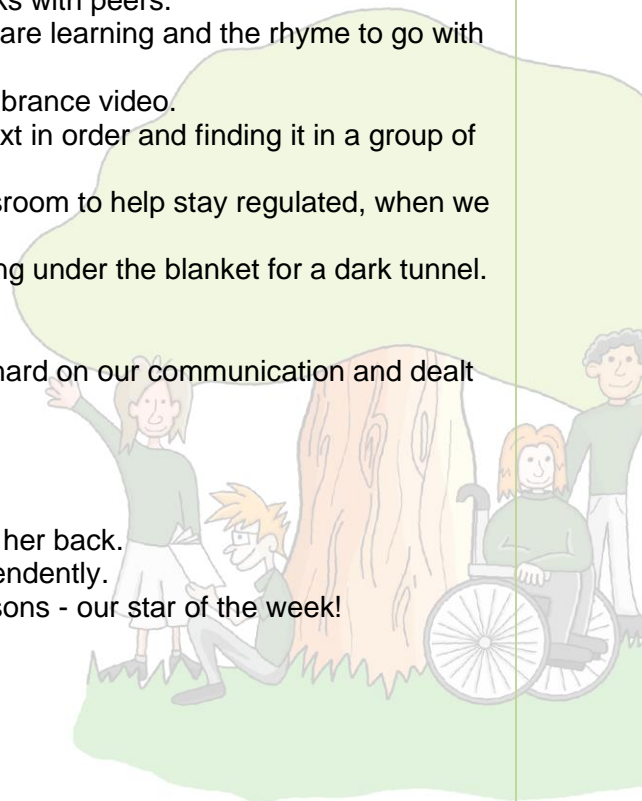 ks with peers.
are learning and the rhyme to go with
brance video.
xt in order and finding it in a group of
sroom to help stay regulated, when we
ng under the blanket for a dark tunnel.
hard on our communication and dealt
her back.
endently.
sons - our star of the week!